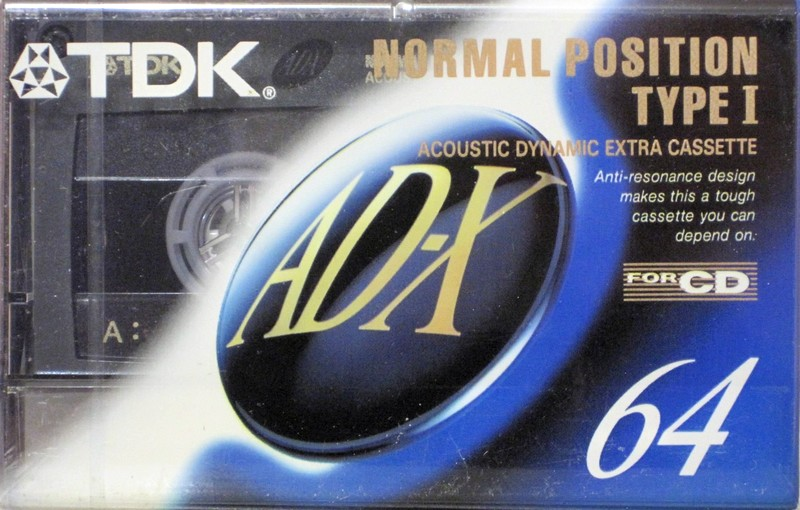 TDK®
NORMAL POSITION
TYPE I
ACOUSTIC DYNAMIC EXTRA CASSETTE
Anti-resonance design
makes this a tough
cassette you can
depend on.
FOR CD
AD-X
A:
64